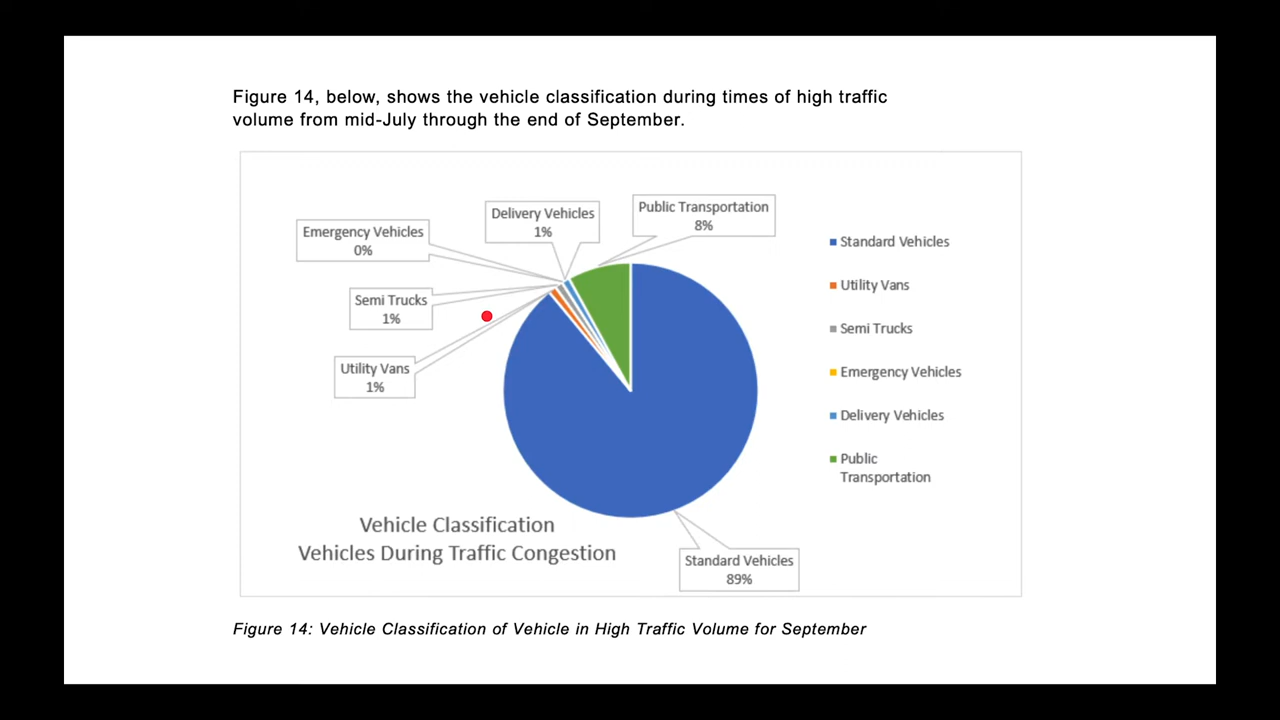 Figure 14, below, shows the vehicle classification during times of high traffic
volume from mid-July through the end of September.
Public Transportation
8%
Delivery Vehicles
1%
Emergency Vehicles
0%
Semi Trucks
1%
Utility Vans
1%
Standard Vehicles
89%
Standard Vehicles
Utility Vans
Semi Trucks
Emergency Vehicles
Delivery Vehicles
Public
Transportation
Vehicle Classification
Vehicles During Traffic Congestion
Figure 14: Vehicle Classification of Vehicle in High Traffic Volume for September